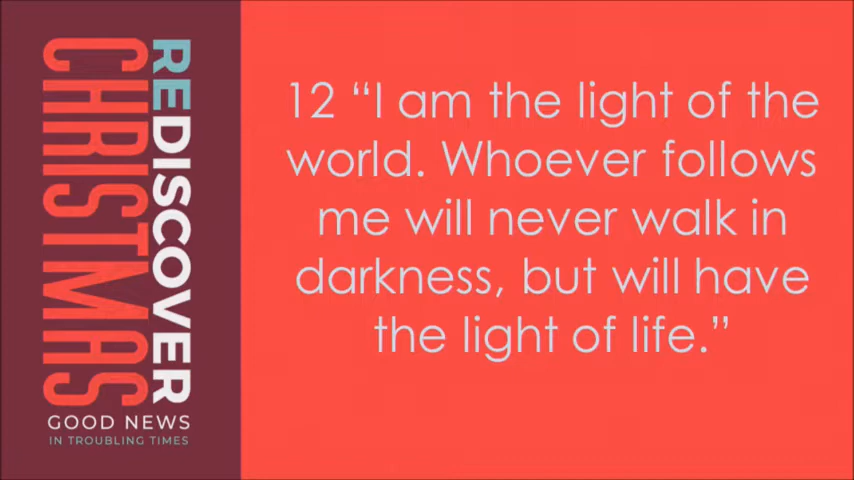 REDISCOVER
CHRISTMAS
GOOD NEWS
IN TROUBLING TIMES
12 “I am the light of the
world. Whoever follows
me will never walk in
darkness, but will have
the light of life.”